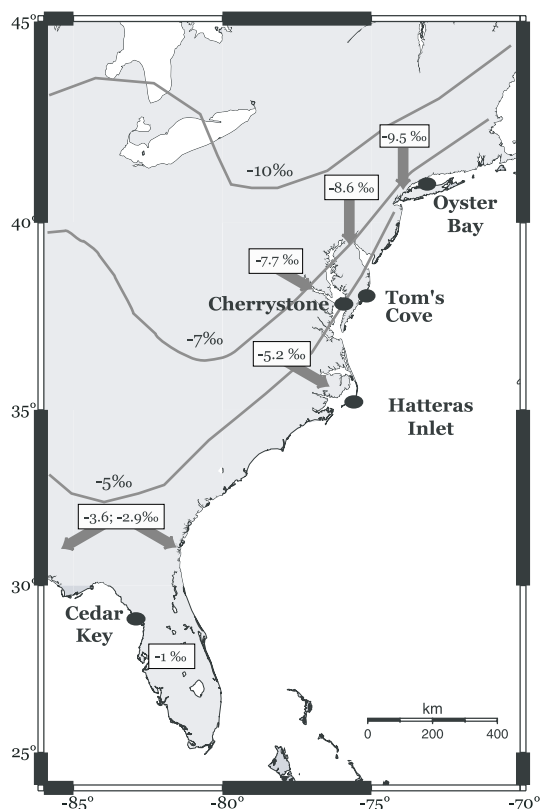 45°
-9.5 ‰
-10‰
-8.6 ‰
40°
Oyster
Bay
-7.7 ‰
Cherrystone
Tom's
Cove
-7‰
-5.2 ‰
35°
Hatteras
Inlet
-5‰
-3.6; -2.9‰
30°
Cedar
Key
-1 ‰
km
0 200 400
25°
-85° -80° -75° -70°